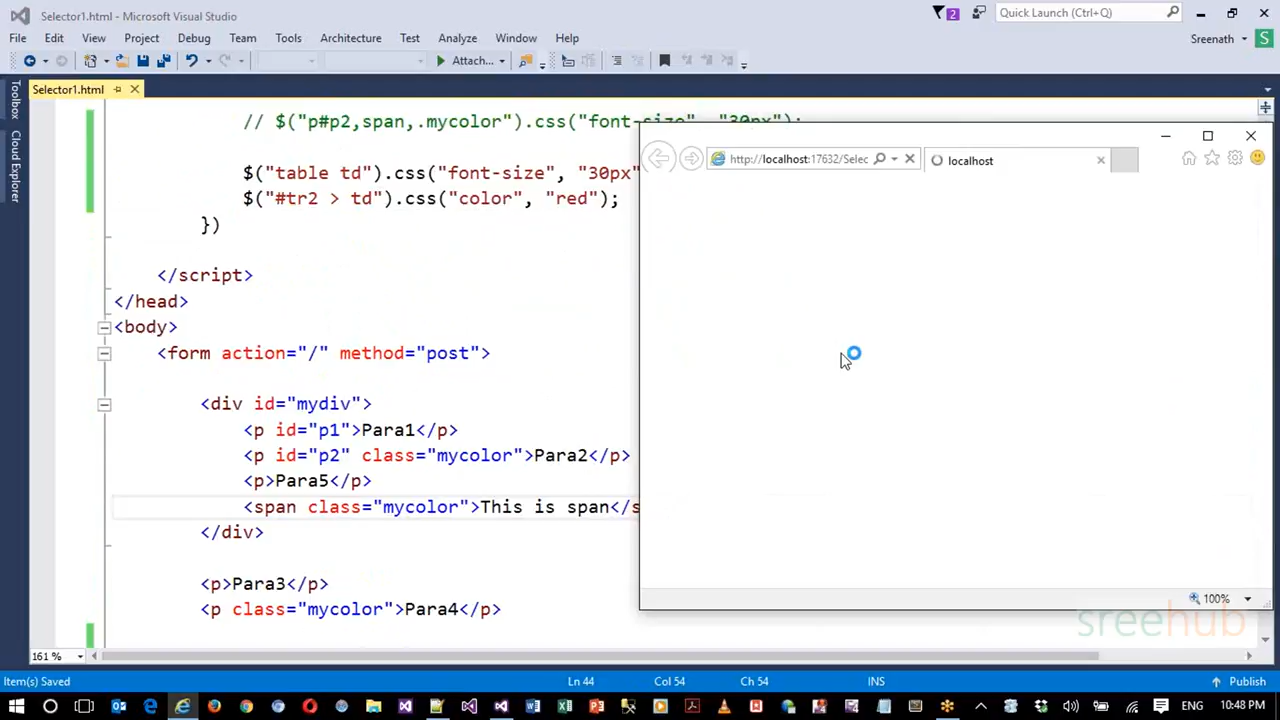 Selector1.html - Microsoft Visual Studio
2
Quick Launch (Ctrl+Q)
File Edit View Project Debug Team Tools Architecture Test Analyze Window Help
Sreenath
S
Attach...
Toolbox
Cloud Explorer
Selector1.html
// $("p#p2,span,.mycolor").css("font-size", "30px");
$("table td").css("font-size", "30px"
$("#tr2 > td").css("color", "red");
})
</script>
</head>
<body>
<form action="/" method="post">
<div id="mydiv">
<p id="p1">Para1</p>
<p id="p2" class="mycolor">Para2</p>
<p>Para5</p>
<span class="mycolor">This is span</s
</div>
<p>Para3</p>
<p class="mycolor">Para4</p>
http://localhost:17632/Selec
localhost
100%
sreehub
161 %
Item(s) Saved
Ln 44
Col 54
Ch 54
INS
Publish
ENG
10:48 PM